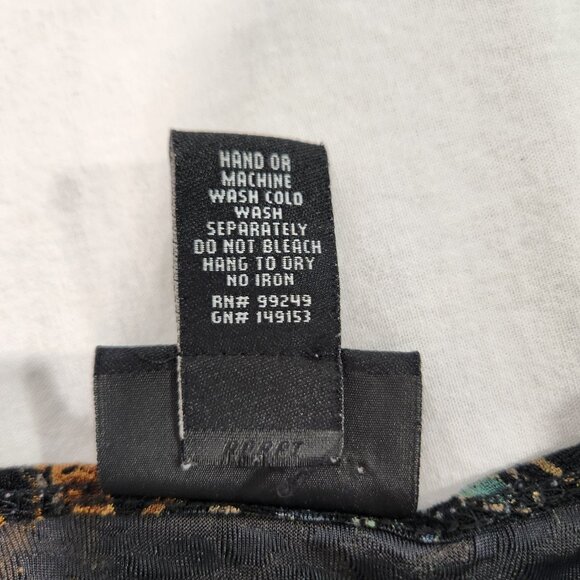 HAND OR
MACHINE
WASH COLD
WASH
SEPARATELY
DO NOT BLEACH
HANG TO DRY
NO IRON
RN# 99249
GN# 149153